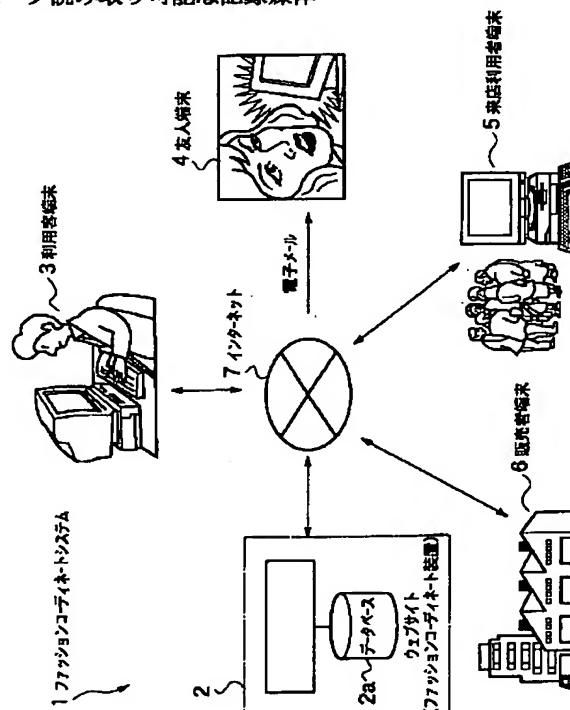 読み取り可能な記録媒体
1 ファッションコーディネートシステム
2
2a
データベース
ウェブサイト
(ファッションコーディネート装置)
3 利用者端末
7 インターネット
電子メール
4 友人端末
5 来店利用者端末
6 販売者端末